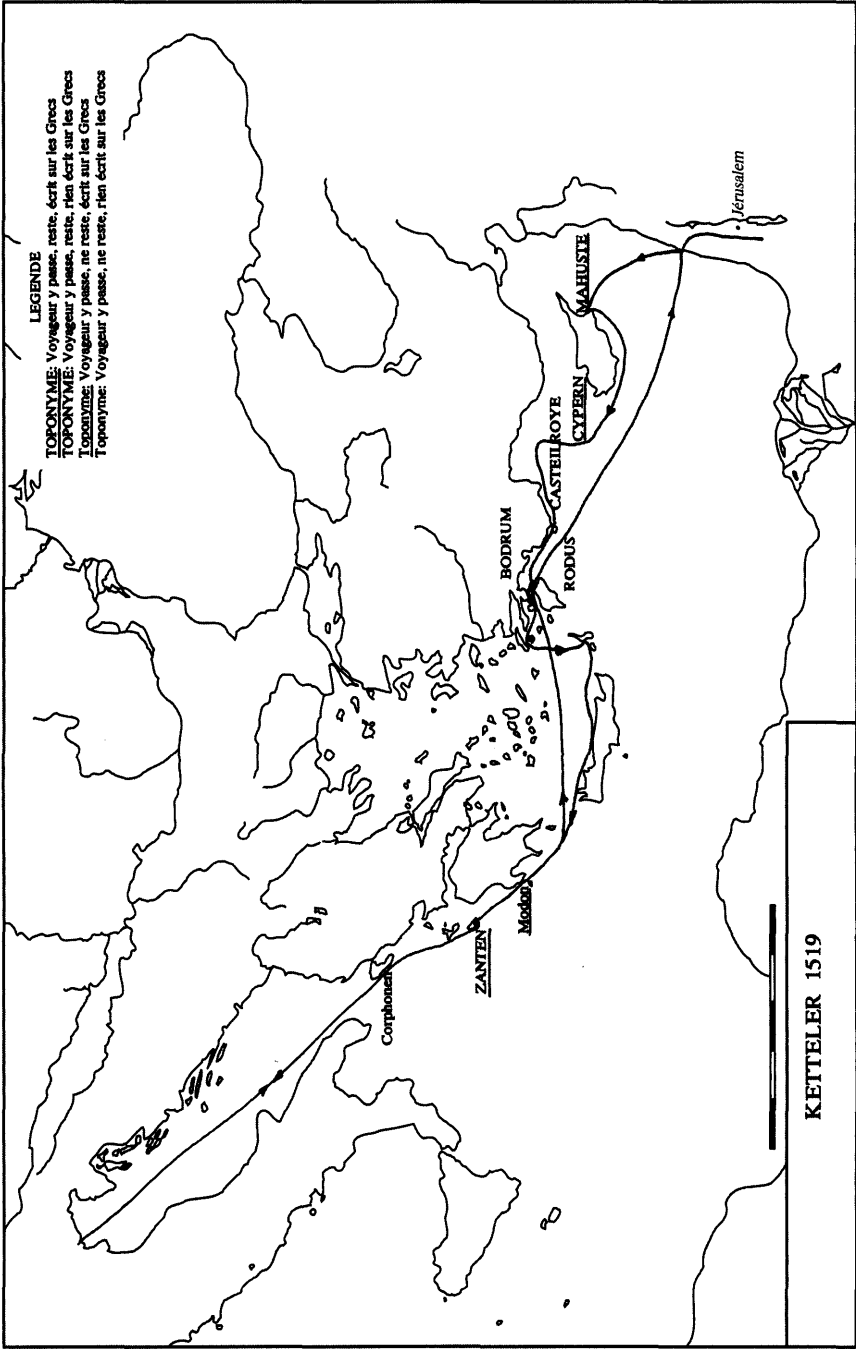 LEGENDE
TOPONYME: Voyageur y passe, reste, écrit sur les Grecs
TOPONYME: Voyageur y passe, reste, rien écrit sur les Grecs
Toponyme: Voyageur y passe, ne reste, écrit sur les Grecs
Toponyme: Voyageur y passe, ne reste, rien écrit sur les Grecs
Corphonen
ZANTEN
Modon
BODRUM
RODUS
CASTEILROYE
CYPERN
MAHUSTE
Jérusalem
KETTELER 1519